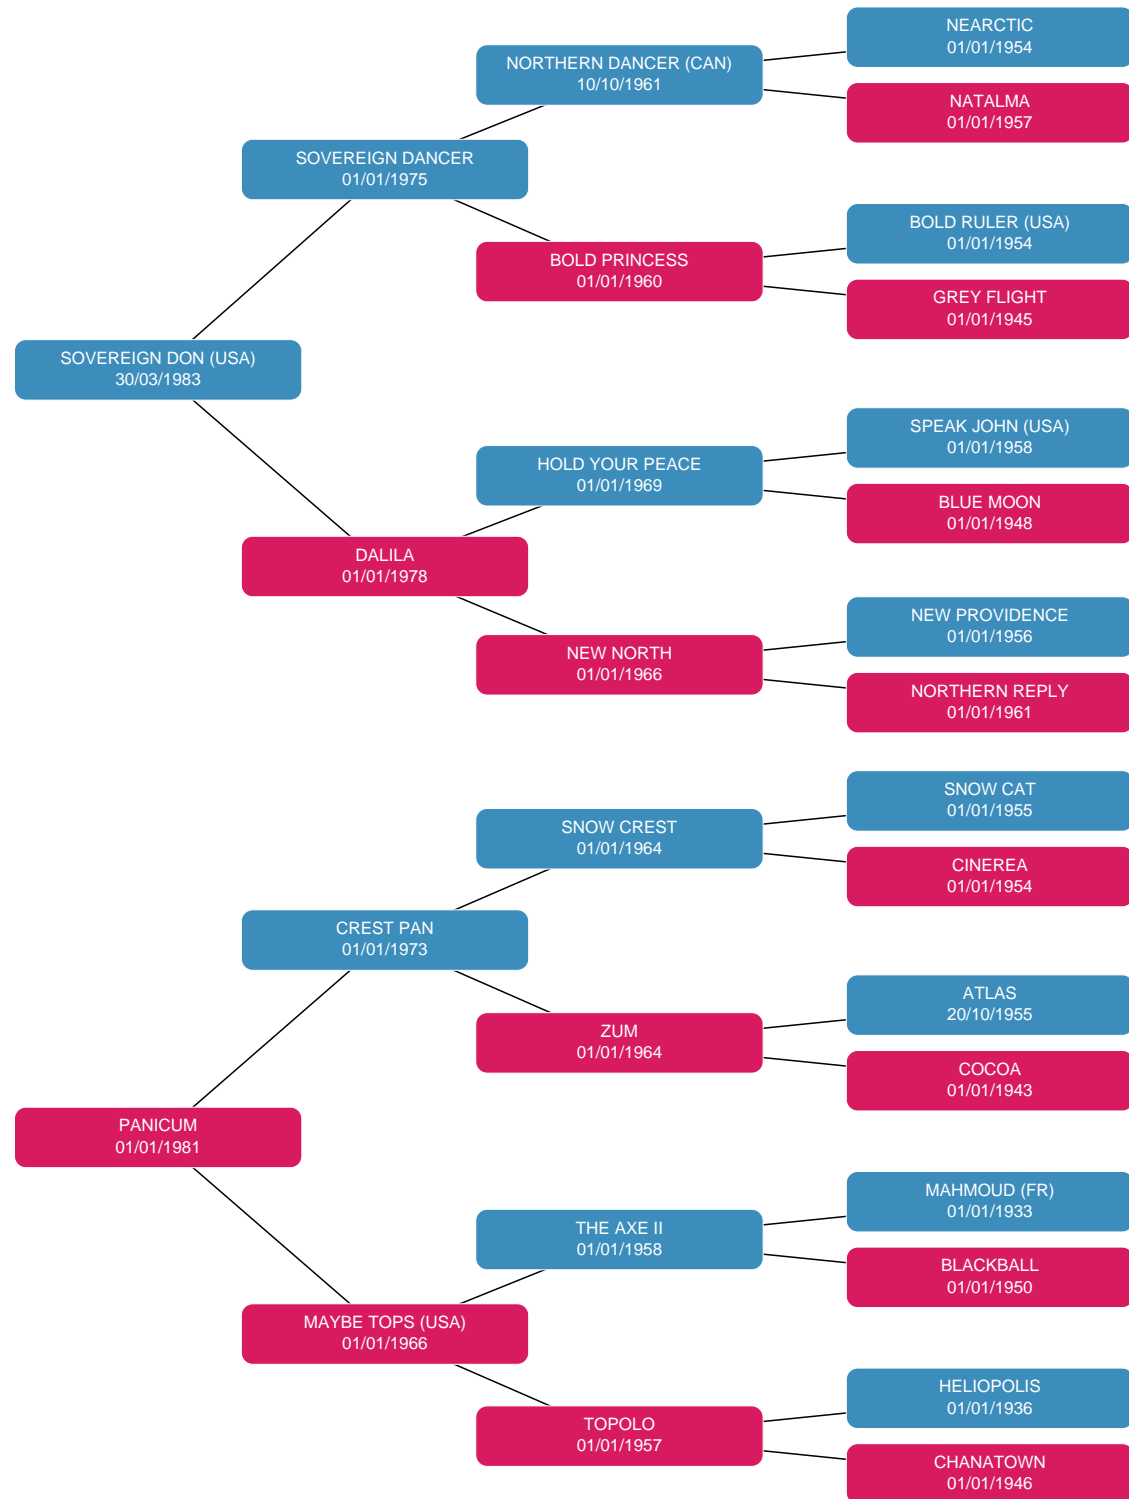 NEARCTIC
01/01/1954
NORTHERN DANCER (CAN)
10/10/1961
NATALMA
01/01/1957
SOVEREIGN DANCER
01/01/1975
BOLD RULER (USA)
01/01/1954
BOLD PRINCESS
01/01/1960
GREY FLIGHT
01/01/1945
SOVEREIGN DON (USA)
30/03/1983
SPEAK JOHN (USA)
01/01/1958
HOLD YOUR PEACE
01/01/1969
BLUE MOON
01/01/1948
DALILA
01/01/1978
NEW PROVIDENCE
01/01/1956
NEW NORTH
01/01/1966
NORTHERN REPLY
01/01/1961
SNOW CAT
01/01/1955
SNOW CREST
01/01/1964
CINEREA
01/01/1954
CREST PAN
01/01/1973
ATLAS
20/10/1955
ZUM
01/01/1964
COCOA
01/01/1943
PANICUM
01/01/1981
MAHMOUD (FR)
01/01/1933
THE AXE II
01/01/1958
BLACKBALL
01/01/1950
MAYBE TOPS (USA)
01/01/1966
HELIOPOLIS
01/01/1936
TOPOLO
01/01/1957
CHANATOWN
01/01/1946